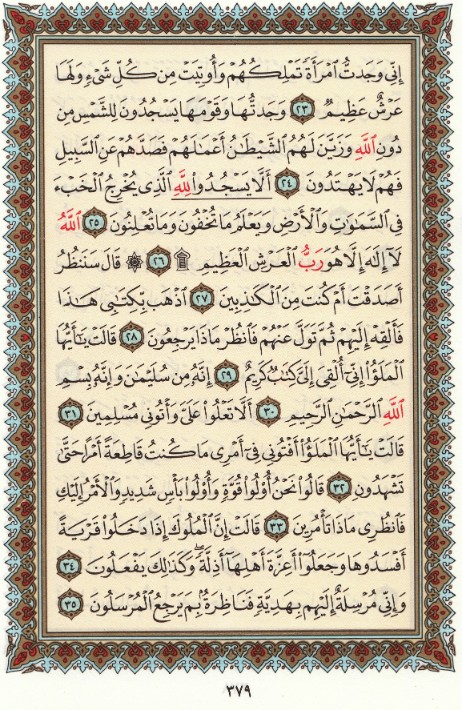 إِنِّى وَجَدتُّ ٱمْرَأَةً تَمْلِكُهُمْ وَأُوتِيَتْ مِن كُلِّ شَىْءٍ وَلَهَا
عَرْشٌ عَظِيمٌ ٢٣ وَجَدتُّهَا وَقَوْمَهَا يَسْجُدُونَ لِلشَّمْسِ مِن
دُونِ ٱللَّهِ وَزَيَّنَ لَهُمُ ٱلشَّيْطَـٰنُ أَعْمَـٰلَهُمْ فَصَدَّهُمْ عَنِ ٱلسَّبِيلِ
فَهُمْ لَا يَهْتَدُونَ ٢٤ أَلَّا يَسْجُدُوا۟ لِلَّهِ ٱلَّذِى يُخْرِجُ ٱلْخَبْءَ
فِى ٱلسَّمَـٰوَٰتِ وَٱلْأَرْضِ وَيَعْلَمُ مَا تُخْفُونَ وَمَا تُعْلِنُونَ ٢٥ ٱللَّهُ
لَآ إِلَـٰهَ إِلَّا هُوَ رَبُّ ٱلْعَرْشِ ٱلْعَظِيمِ ۩ ٢٦ ۞ قَالَ سَنَنظُرُ
أَصَدَقْتَ أَمْ كُنتَ مِنَ ٱلْكَـٰذِبِينَ ٢٧ ٱذْهَب بِّكِتَـٰبِى هَـٰذَا
فَأَلْقِهْ إِلَيْهِمْ ثُمَّ تَوَلَّ عَنْهُمْ فَٱنظُرْ مَاذَا يَرْجِعُونَ ٢٨ قَالَتْ يَـٰٓأَيُّهَا
ٱلْمَلَؤُا۟ إِنِّىٓ أُلْقِىَ إِلَىَّ كِتَـٰبٌ كَرِيمٌ ٢٩ إِنَّهُۥ مِن سُلَيْمَـٰنَ وَإِنَّهُۥ بِسْمِ
ٱللَّهِ ٱلرَّحْمَـٰنِ ٱلرَّحِيمِ ٣٠ أَلَّا تَعْلُوا۟ عَلَىَّ وَأْتُونِى مُسْلِمِينَ ٣١
قَالَتْ يَـٰٓأَيُّهَا ٱلْمَلَؤُا۟ أَفْتُونِى فِىٓ أَمْرِى مَا كُنتُ قَاطِعَةً أَمْرًا حَتَّىٰ
تَشْهَدُونِ ٣٢ قَالُوا۟ نَحْنُ أُو۟لُوا۟ قُوَّةٍ وَأُو۟لُوا۟ بَأْسٍ شَدِيدٍ وَٱلْأَمْرُ إِلَيْكِ
فَٱنظُرِى مَاذَا تَأْمُرِينَ ٣٣ قَالَتْ إِنَّ ٱلْمُلُوكَ إِذَا دَخَلُوا۟ قَرْيَةً
أَفْسَدُوهَا وَجَعَلُوٓا۟ أَعِزَّةَ أَهْلِهَآ أَذِلَّةً ۖ وَكَذَٰلِكَ يَفْعَلُونَ ٣٤
وَإِنِّى مُرْسِلَةٌ إِلَيْهِم بِهَدِيَّةٍ فَنَاظِرَةٌۢ بِمَ يَرْجِعُ ٱلْمُرْسَلُونَ ٣٥
٣٧٩